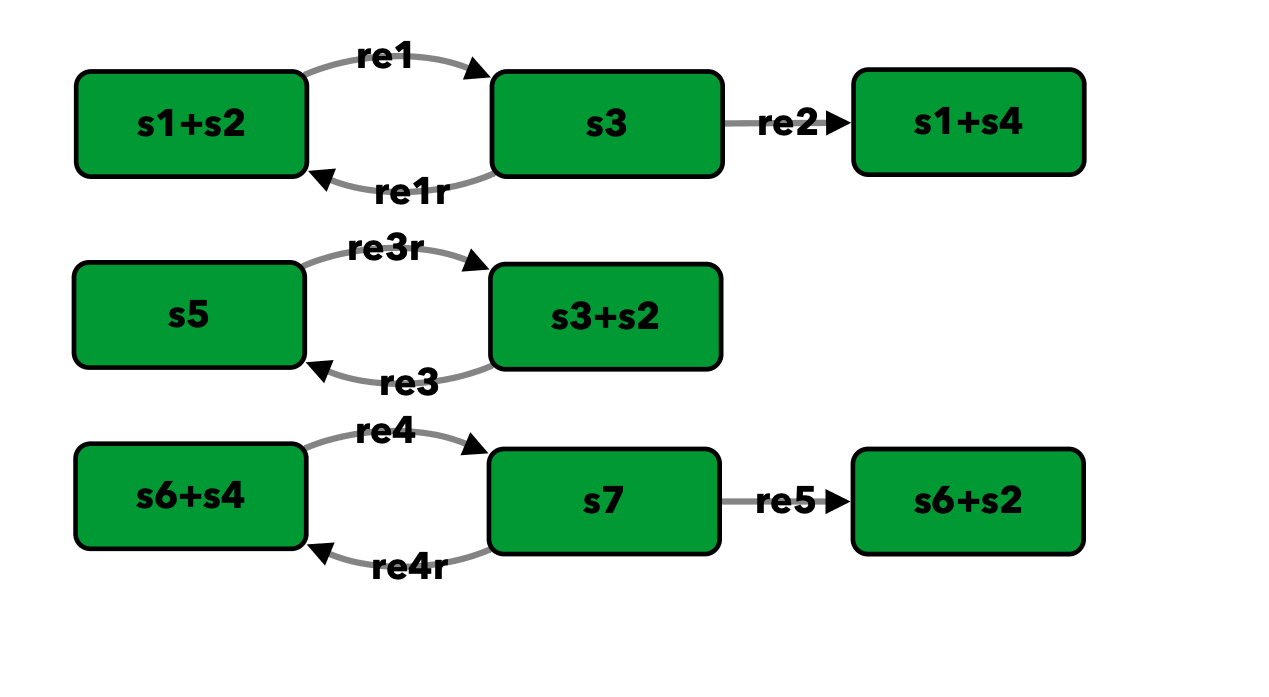 re1
s1+s2
s3
re2
s1+s4
re1r
re3r
s5
s3+s2
re3
re4
s6+s4
s7
re5
s6+s2
re4r